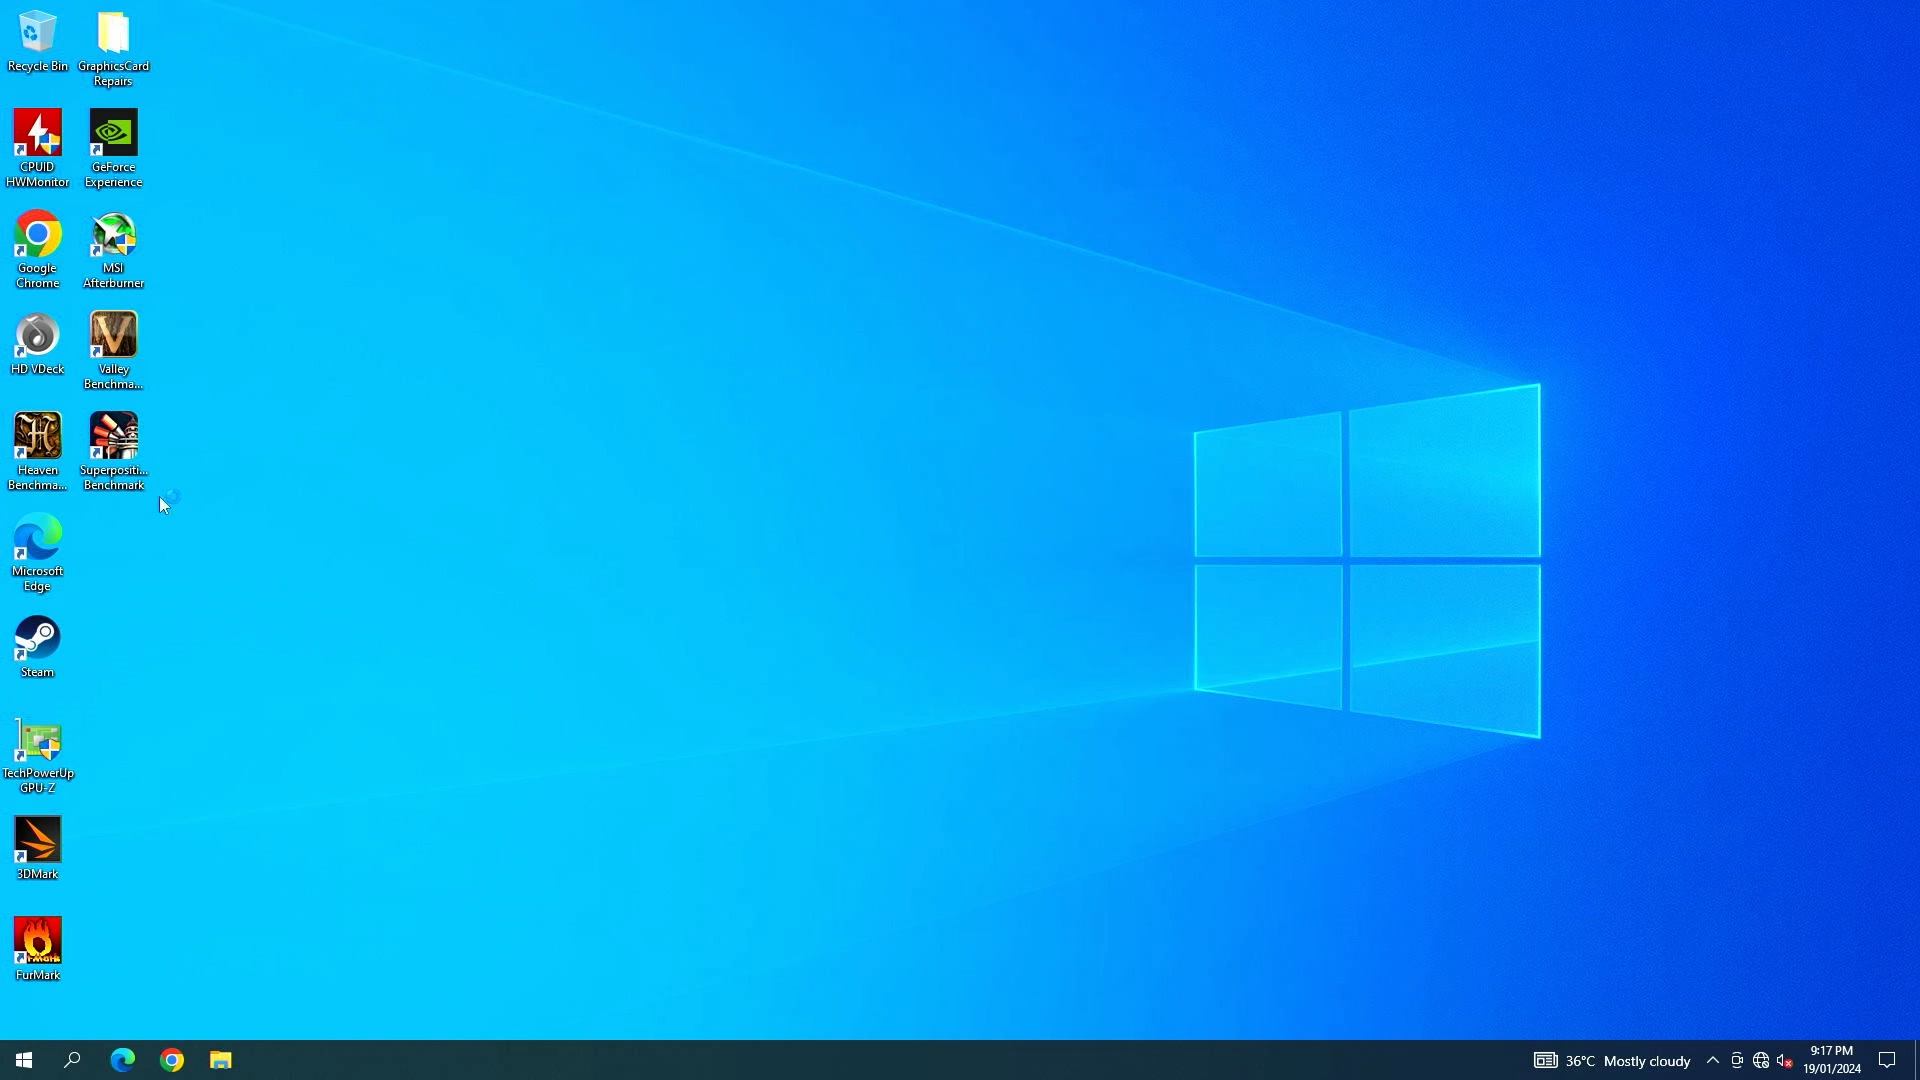 Recycle Bin
GraphicsCard
Repairs
CPUID
HWMonitor
GeForce
Experience
Google
Chrome
MSI
Afterburner
HD VDeck
Valley
Benchma...
Heaven
Benchma...
Superpositi...
Benchmark
Microsoft
Edge
Steam
TechPowerUp
GPU-Z
3DMark
FurMark
36°C Mostly cloudy
9:17 PM
19/01/2024